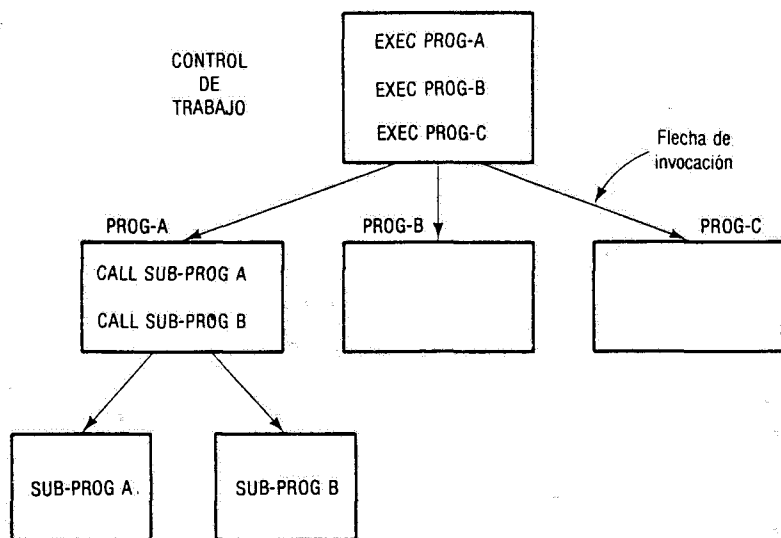 CONTROL
DE
TRABAJO
EXEC PROG-A
EXEC PROG-B
EXEC PROG-C
Flecha de
invocación
PROG-A
PROG-B
PROG-C
CALL SUB-PROG A
CALL SUB-PROG B
SUB-PROG A
SUB-PROG B